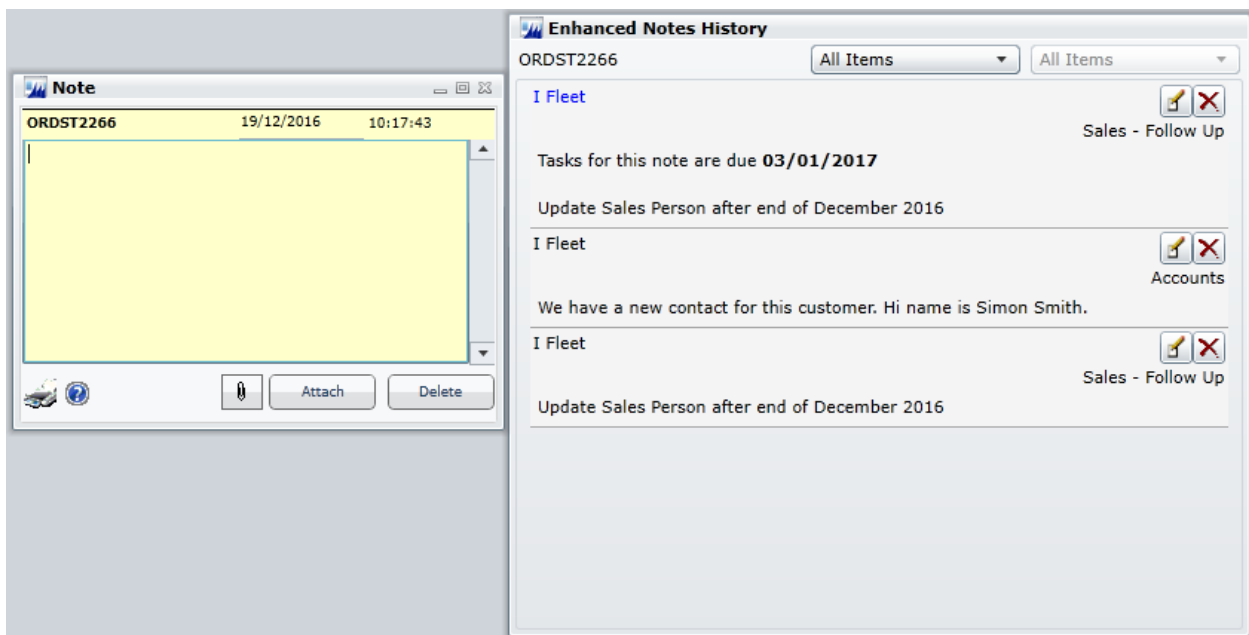 Note
ORDST2266 19/12/2016 10:17:43
Attach Delete
Enhanced Notes History
ORDST2266 All Items All Items
I Fleet
Sales - Follow Up
Tasks for this note are due 03/01/2017
Update Sales Person after end of December 2016
I Fleet
Accounts
We have a new contact for this customer. Hi name is Simon Smith.
I Fleet
Sales - Follow Up
Update Sales Person after end of December 2016